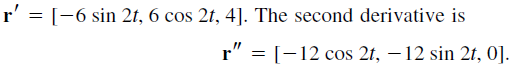 r' = [−6 sin 2t, 6 cos 2t, 4]. The second derivative is
r" = [−12 cos 2t, −12 sin 2t, 0].